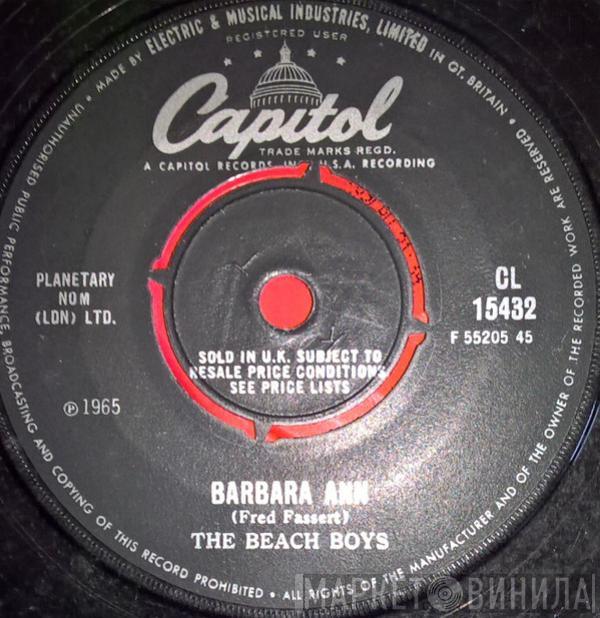 MADE BY ELECTRIC & MUSICAL INDUSTRIES, LIMITED IN GT. BRITAIN • ALL RIGHTS OF THE MANUFACTURER AND OF THE OWNER OF THE RECORDED WORK ARE RESERVED
UNAUTHORISED PUBLIC PERFORMANCE, BROADCASTING AND COPYING OF THIS RECORD PROHIBITED •
REGISTERED USER
Capitol
TRADE MARKS REGD.
A CAPITOL RECORDS, U.S.A. RECORDING
PLANETARY
NOM
(LDN) LTD.
CL
15432
F 55205 45
SOLD IN U.K. SUBJECT TO
RESALE PRICE CONDITIONS,
SEE PRICE LISTS
℗ 1965
BARBARA ANN
(Fred Fassert)
THE BEACH BOYS
МАРКЕТ ВИНИЛА